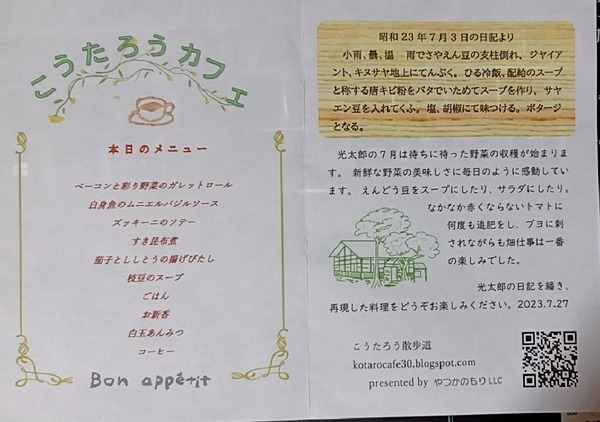 こうたろうカフェ
本日のメニュー
ベーコンと彩り野菜のガレットロール
白身魚のムニエルバジルソース
ズッキーニのソテー
すき昆布煮
茄子とししとうの揚げびたし
枝豆のスープ
ごはん
お新香
白玉あんみつ
コーヒー
Bon appétit
昭和23年7月3日の日記より
小雨、曇、温　雨でさやえん豆の支柱倒れ、ジャイア
ント、キヌサヤ地上にてんぷく。ひる冷飯、配給のスープ
と称する唐キビ粉をバタでいためてスープを作り、サヤ
エン豆を入れてくふ。塩、胡椒にて味つける。ポタージ
となる。
光太郎の7月は待ちに待った野菜の収穫が始まりま
す。新鮮な野菜の美味しさに毎日のように感動してい
ます。えんどう豆をスープにしたり、サラダにしたり。
なかなか赤くならないトマトに
何度も追肥をし、ブヨに刺
されながらも畑仕事は一番
の楽しみでした。
光太郎の日記を繙き、
再現した料理をどうぞお楽しみください。2023.7.27
こうたろう散歩道
kotarocafe30.blogspot.com
presented by やつかのもりLLC